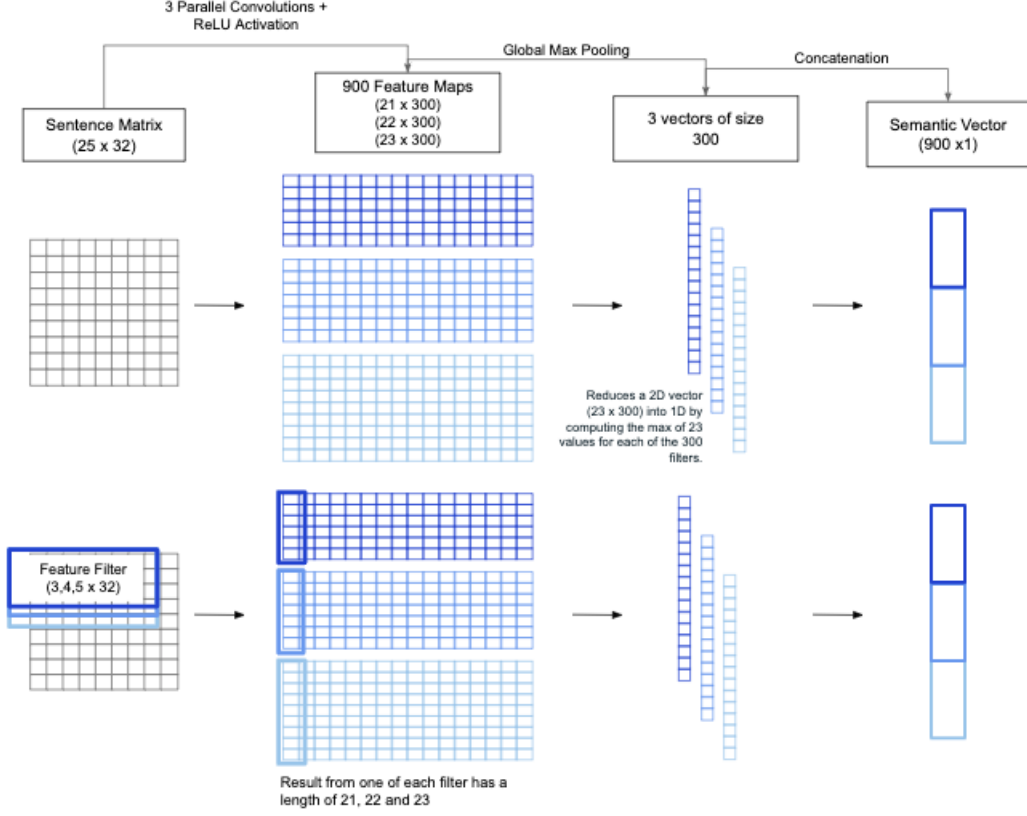 3 Parallel Convolutions +
ReLU Activation
Global Max Pooling
Concatenation
Sentence Matrix
(25 x 32)
900 Feature Maps
(21 x 300)
(22 x 300)
(23 x 300)
3 vectors of size
300
Semantic Vector
(900 x1)
Reduces a 2D vector
(23 x 300) into 1D by
computing the max of 23
values for each of the 300
filters.
Feature Filter
(3,4,5 x 32)
Result from one of each filter has a
length of 21, 22 and 23